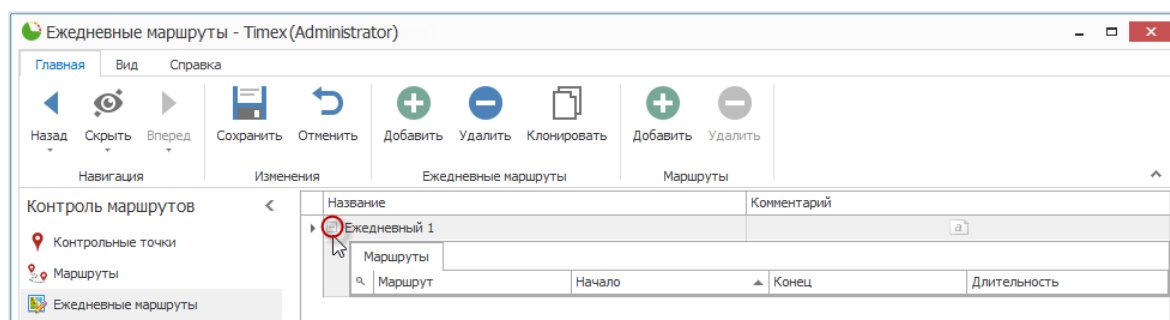 Ежедневные маршруты - Timex (Administrator)
Главная Вид Справка
Назад Скрыть Вперед Сохранить Отменить Добавить Удалить Клонировать Добавить Удалить
Навигация Изменения Ежедневные маршруты Маршруты
Контроль маршрутов
Название Комментарий
Ежедневный 1 a
Контрольные точки
Маршруты
Маршруты
Маршрут Начало Конец Длительность
Ежедневные маршруты